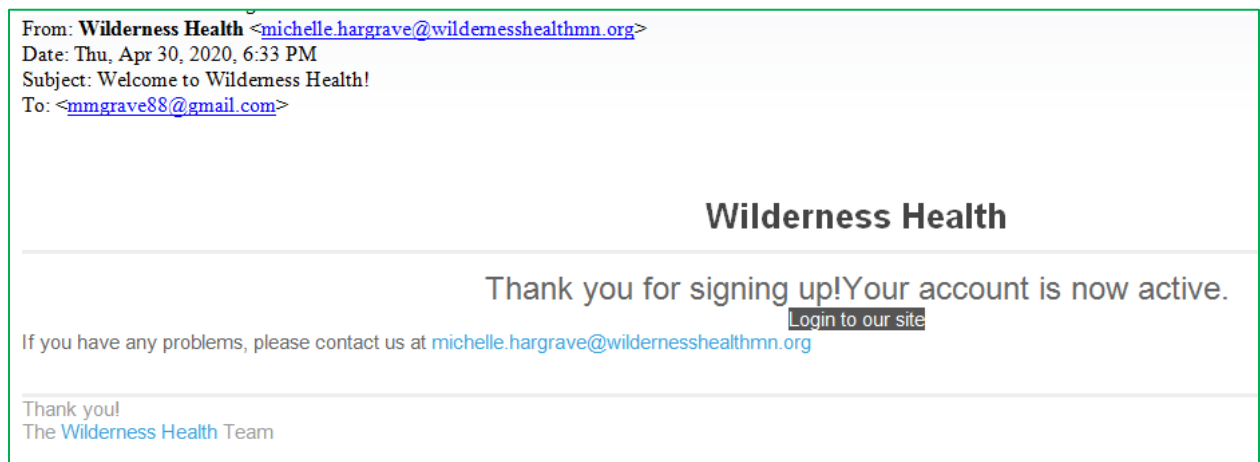 From: Wilderness Health <michelle.hargrave@wildernesshealthmn.org>
Date: Thu, Apr 30, 2020, 6:33 PM
Subject: Welcome to Wilderness Health!
To: <mmgrave88@gmail.com>
Wilderness Health
Thank you for signing up!Your account is now active.
Login to our site
If you have any problems, please contact us at michelle.hargrave@wildernesshealthmn.org
Thank you!
The Wilderness Health Team